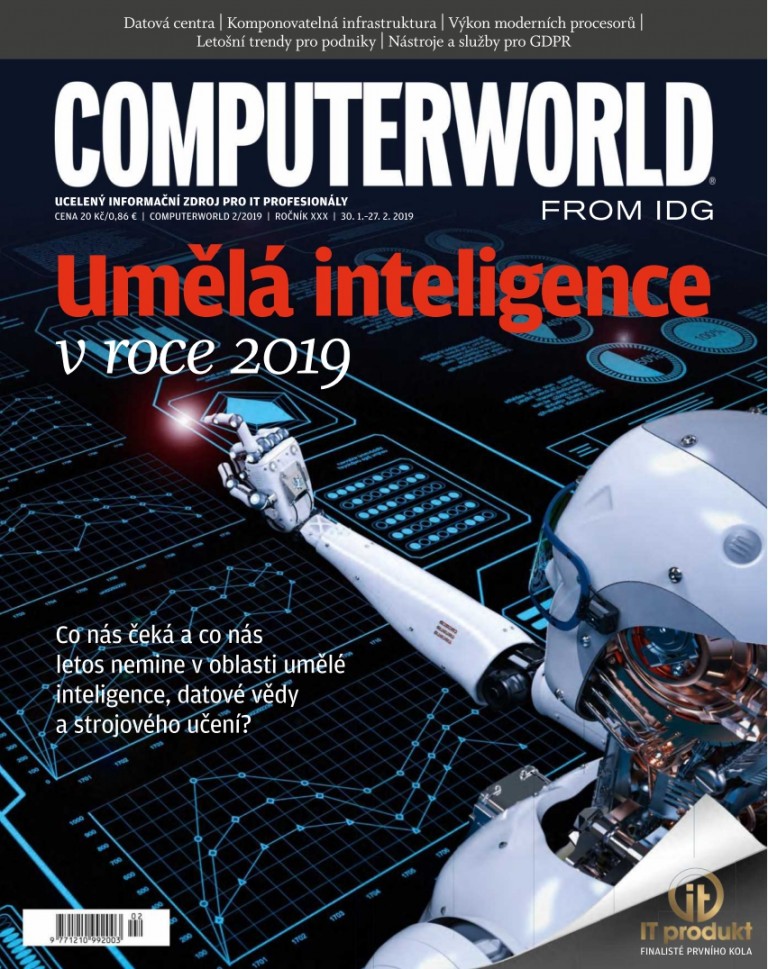 Datová centra | Komponovatelná infrastruktura | Výkon moderních procesorů |
Letošní trendy pro podniky | Nástroje a služby pro GDPR
COMPUTERWORLD®
UCELENÝ INFORMAČNÍ ZDROJ PRO IT PROFESIONÁLY
CENA 20 Kč/0,86 € | COMPUTERWORLD 2/2019 | ROČNÍK XXX | 30. 1.–27. 2. 2019
FROM IDG
Umělá inteligence
v roce 2019
100%
50%
Co nás čeká a co nás
letos nemine v oblasti umělé
inteligence, datové vědy
a strojového učení?
02
9 771210 992003
it
IT produkt
FINALISTÉ PRVNÍHO KOLA